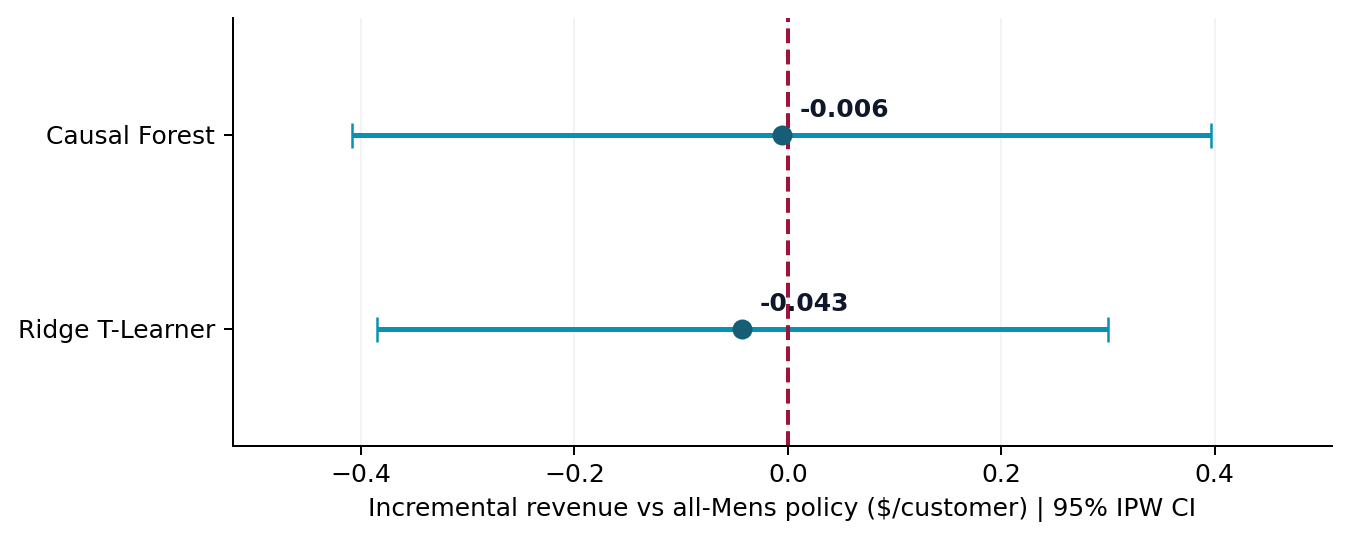 -0.006
Causal Forest
-0.043
Ridge T-Learner
−0.4 −0.2 0.0 0.2 0.4
Incremental revenue vs all-Mens policy ($/customer) | 95% IPW CI